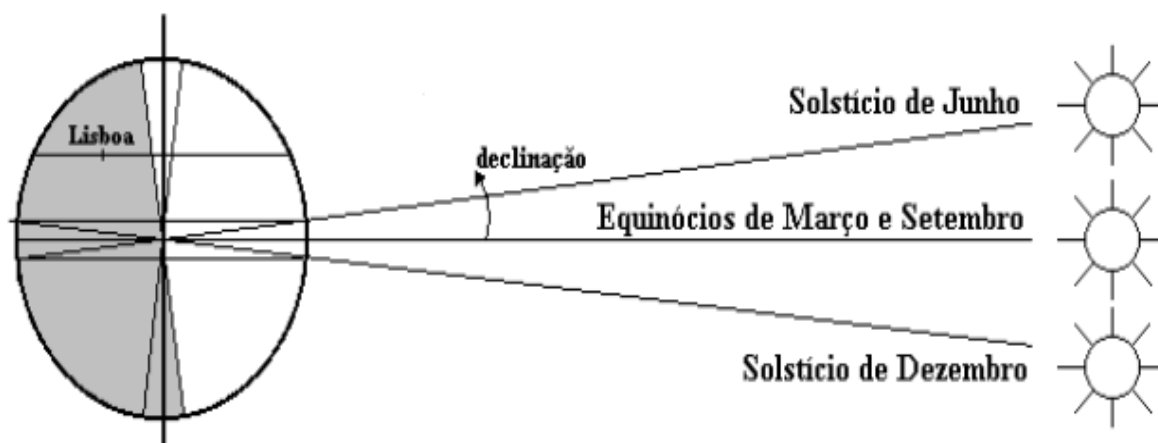 Solstício de Junho
Lisboa
declinação
Equinócios de Março e Setembro
Solstício de Dezembro